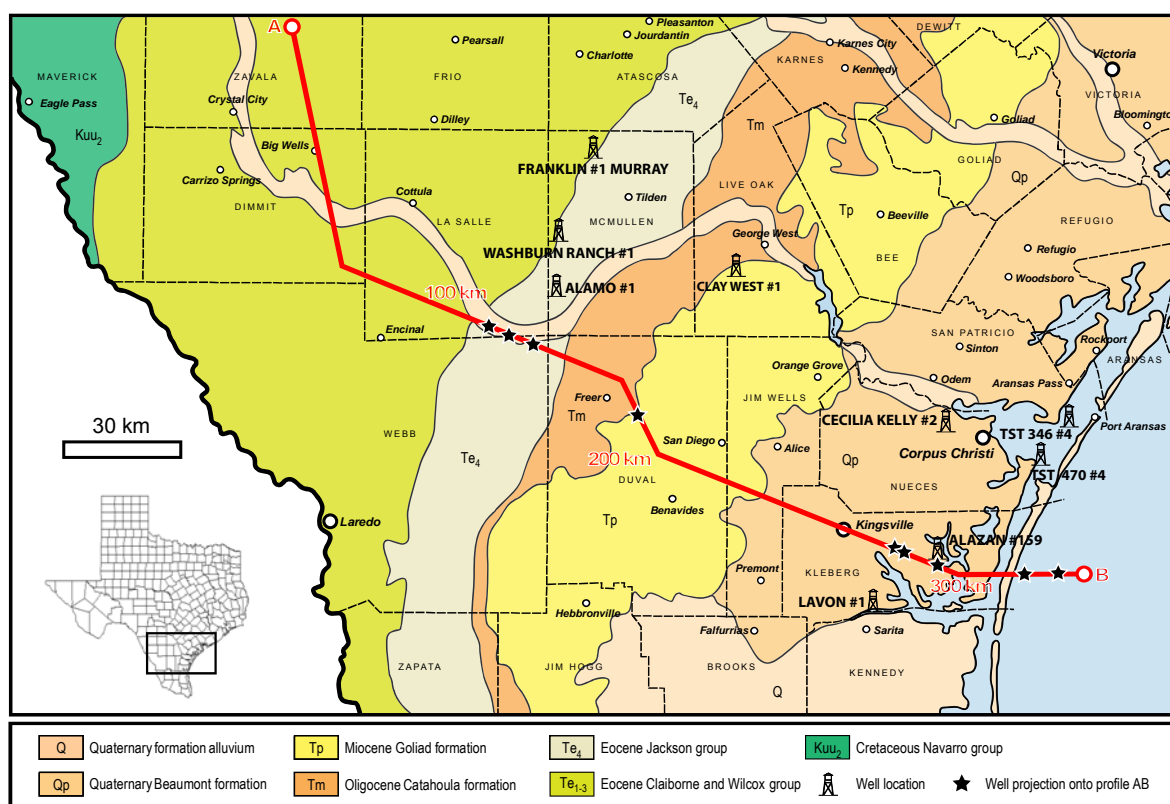 A
Pleasanton
Jourdantin
Pearsall
Charlotte
DEWITT
Karnes City
KARNES
Kennedy
Victoria
MAVERICK
ZAVALA
FRIO
ATASCOSA
Eagle Pass
Crystal City
Te4
VICTORIA
Bloomington
Dilley
Goliad
Kuu2
Tm
Big Wells
GOLIAD
Carrizo Springs
FRANKLIN #1 MURRAY
Qp
LIVE OAK
Cottula
Tilden
DIMMIT
LA SALLE
MCMULLEN
Tp
Beeville
REFUGIO
George West
WASHBURN RANCH #1
Refugio
BEE
Woodsboro
CLAY WEST #1
ALAMO #1
100 km
Encinal
SAN PATRICIO
Sinton
Rockport
ARANSAS
Orange Grove
Odem
Aransas Pass
Freer
JIM WELLS
Tm
30 km
WEBB
CECILIA KELLY #2
TST 346 #4
Port Aransas
San Diego
Alice
Corpus Christi
Te4
200 km
Qp
TST 470 #4
DUVAL
NUECES
Benavides
Tp
Laredo
Kingsville
ALAZAN #159
Premont
KLEBERG
300 km
B
Hebbronville
LAVON #1
Falfurrias
Sarita
ZAPATA
JIM HOGG
BROOKS
KENNEDY
Q
Q Quaternary formation alluvium
Tp Miocene Goliad formation
Te4 Eocene Jackson group
Kuu2 Cretaceous Navarro group
Qp Quaternary Beaumont formation
Tm Oligocene Catahoula formation
Te1-3 Eocene Claiborne and Wilcox group
Well location
Well projection onto profile AB